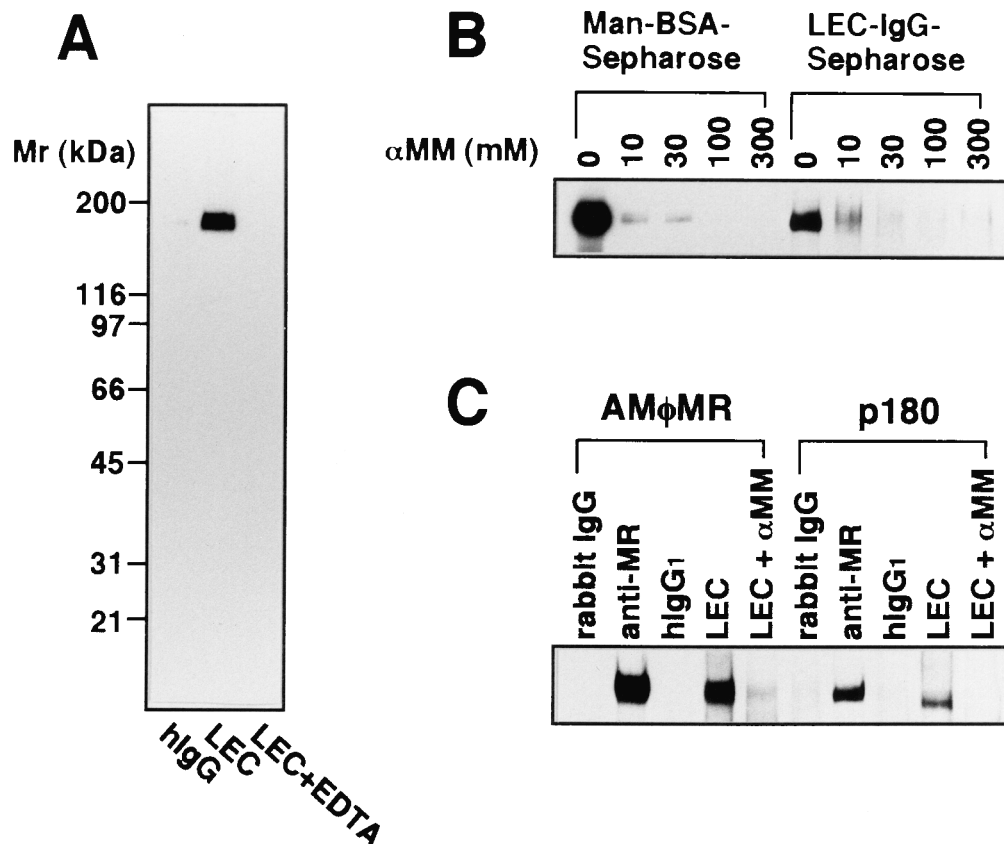 A
Mr (kDa)
200
116
97
66
45
31
21
hIgG
LEC
LEC+EDTA
B
Man-BSA-
Sepharose
LEC-IgG-
Sepharose
αMM (mM)
0
10
30
100
300
0
10
30
100
300
C
AMϕMR
p180
rabbit IgG
anti-MR
hIgG1
LEC
LEC + αMM
rabbit IgG
anti-MR
hIgG1
LEC
LEC + αMM